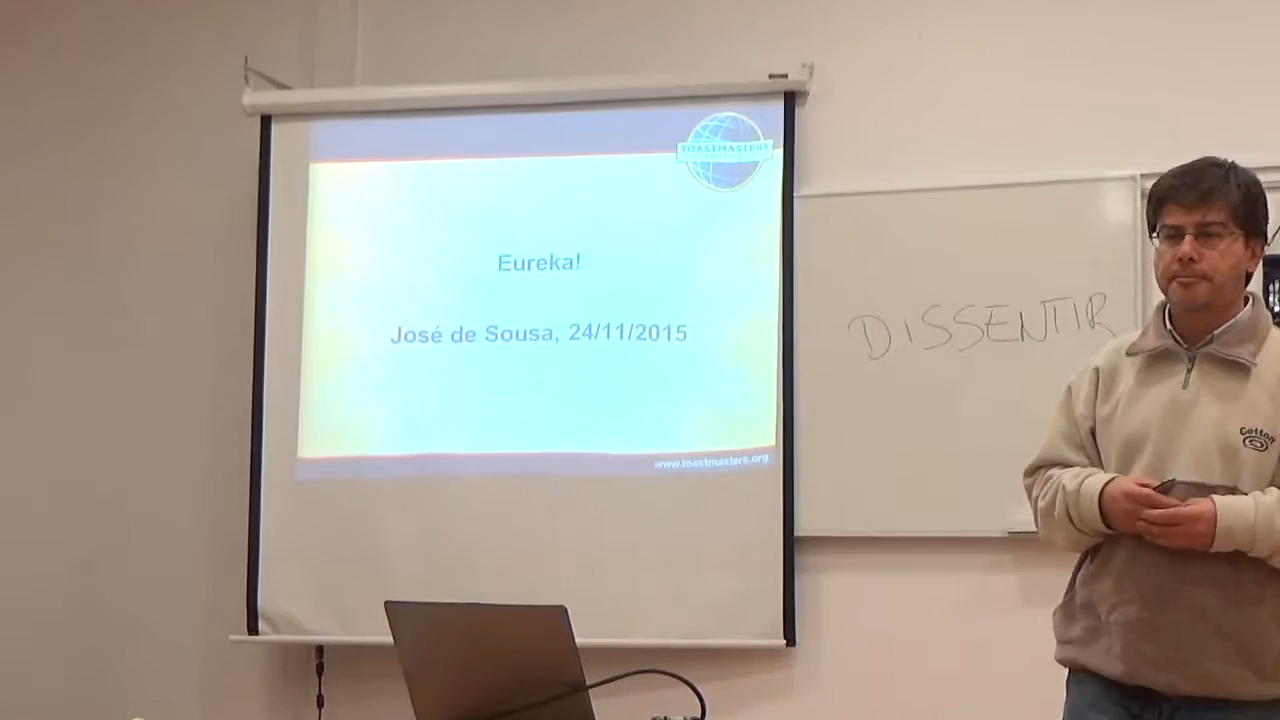 TOASTMASTERS
Eureka!
José de Sousa, 24/11/2015
www.toastmasters.org
DISSENTIR
Cotton